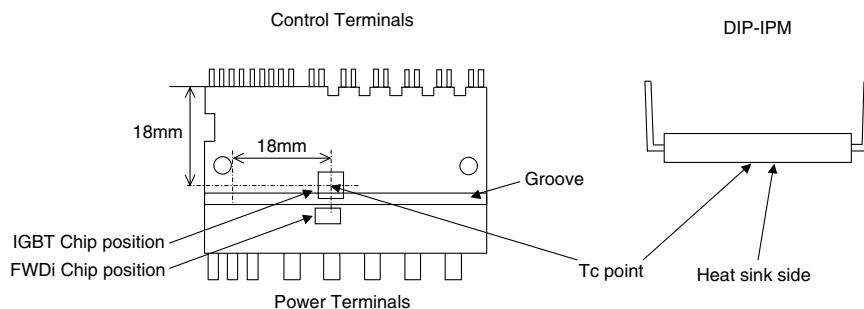 Control Terminals
DIP-IPM
18mm
18mm
Groove
IGBT Chip position
FWDi Chip position
Tc point
Heat sink side
Power Terminals